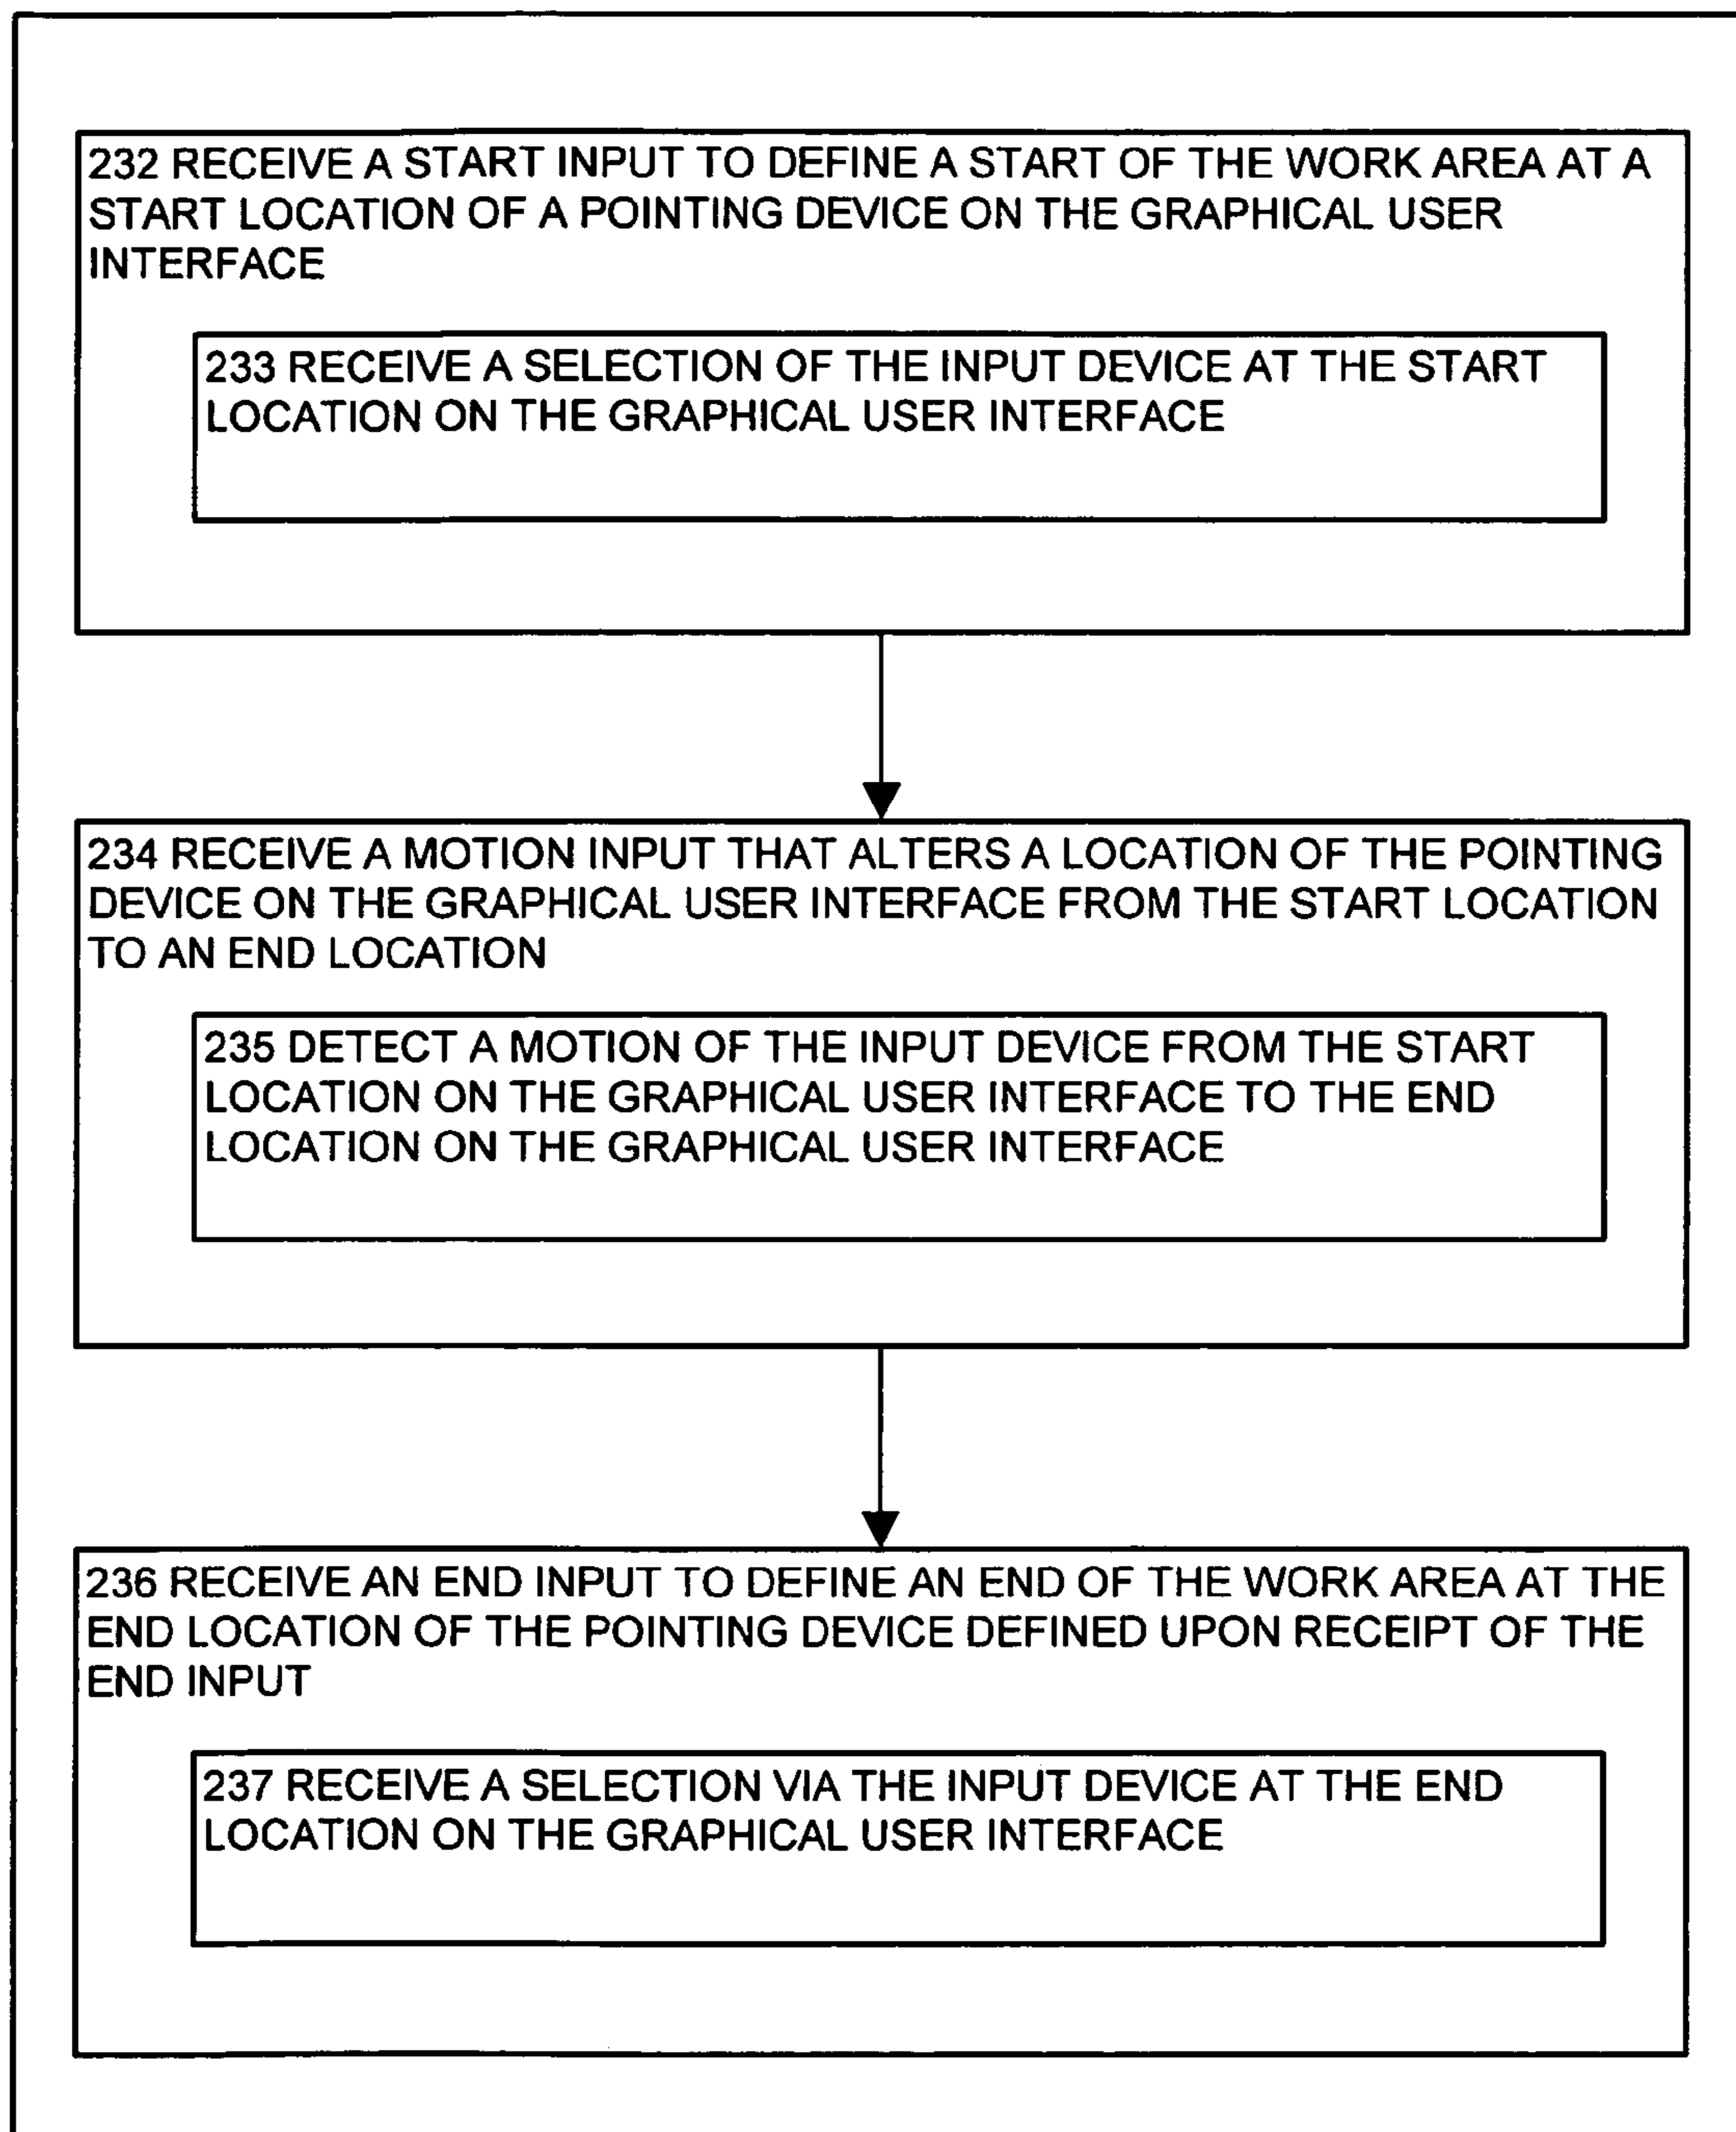 232 RECEIVE A START INPUT TO DEFINE A START OF THE WORK AREA AT A
START LOCATION OF A POINTING DEVICE ON THE GRAPHICAL USER
INTERFACE
233 RECEIVE A SELECTION OF THE INPUT DEVICE AT THE START
LOCATION ON THE GRAPHICAL USER INTERFACE
234 RECEIVE A MOTION INPUT THAT ALTERS A LOCATION OF THE POINTING
DEVICE ON THE GRAPHICAL USER INTERFACE FROM THE START LOCATION
TO AN END LOCATION
235 DETECT A MOTION OF THE INPUT DEVICE FROM THE START
LOCATION ON THE GRAPHICAL USER INTERFACE TO THE END
LOCATION ON THE GRAPHICAL USER INTERFACE
236 RECEIVE AN END INPUT TO DEFINE AN END OF THE WORK AREA AT THE
END LOCATION OF THE POINTING DEVICE DEFINED UPON RECEIPT OF THE
END INPUT
237 RECEIVE A SELECTION VIA THE INPUT DEVICE AT THE END
LOCATION ON THE GRAPHICAL USER INTERFACE